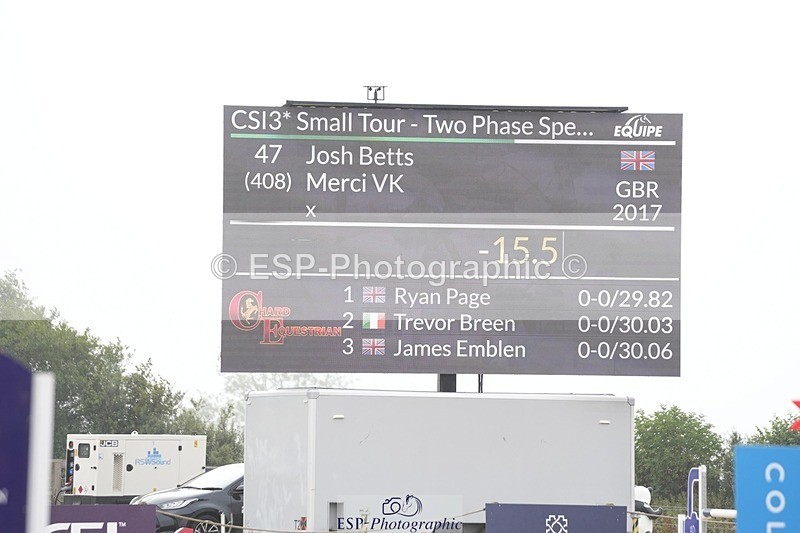 CSI3* Small Tour - Two Phase Spe...
EQUIPE
47 Josh Betts
(408) Merci VK GBR
x 2017
-15.5
© ESP-Photographic ©
1 Ryan Page 0-0/29.82
2 Trevor Breen 0-0/30.03
3 James Emblen 0-0/30.06
CHARD
EQUESTRIAN
JCB
RSWSound
ESP-Photographic
COL